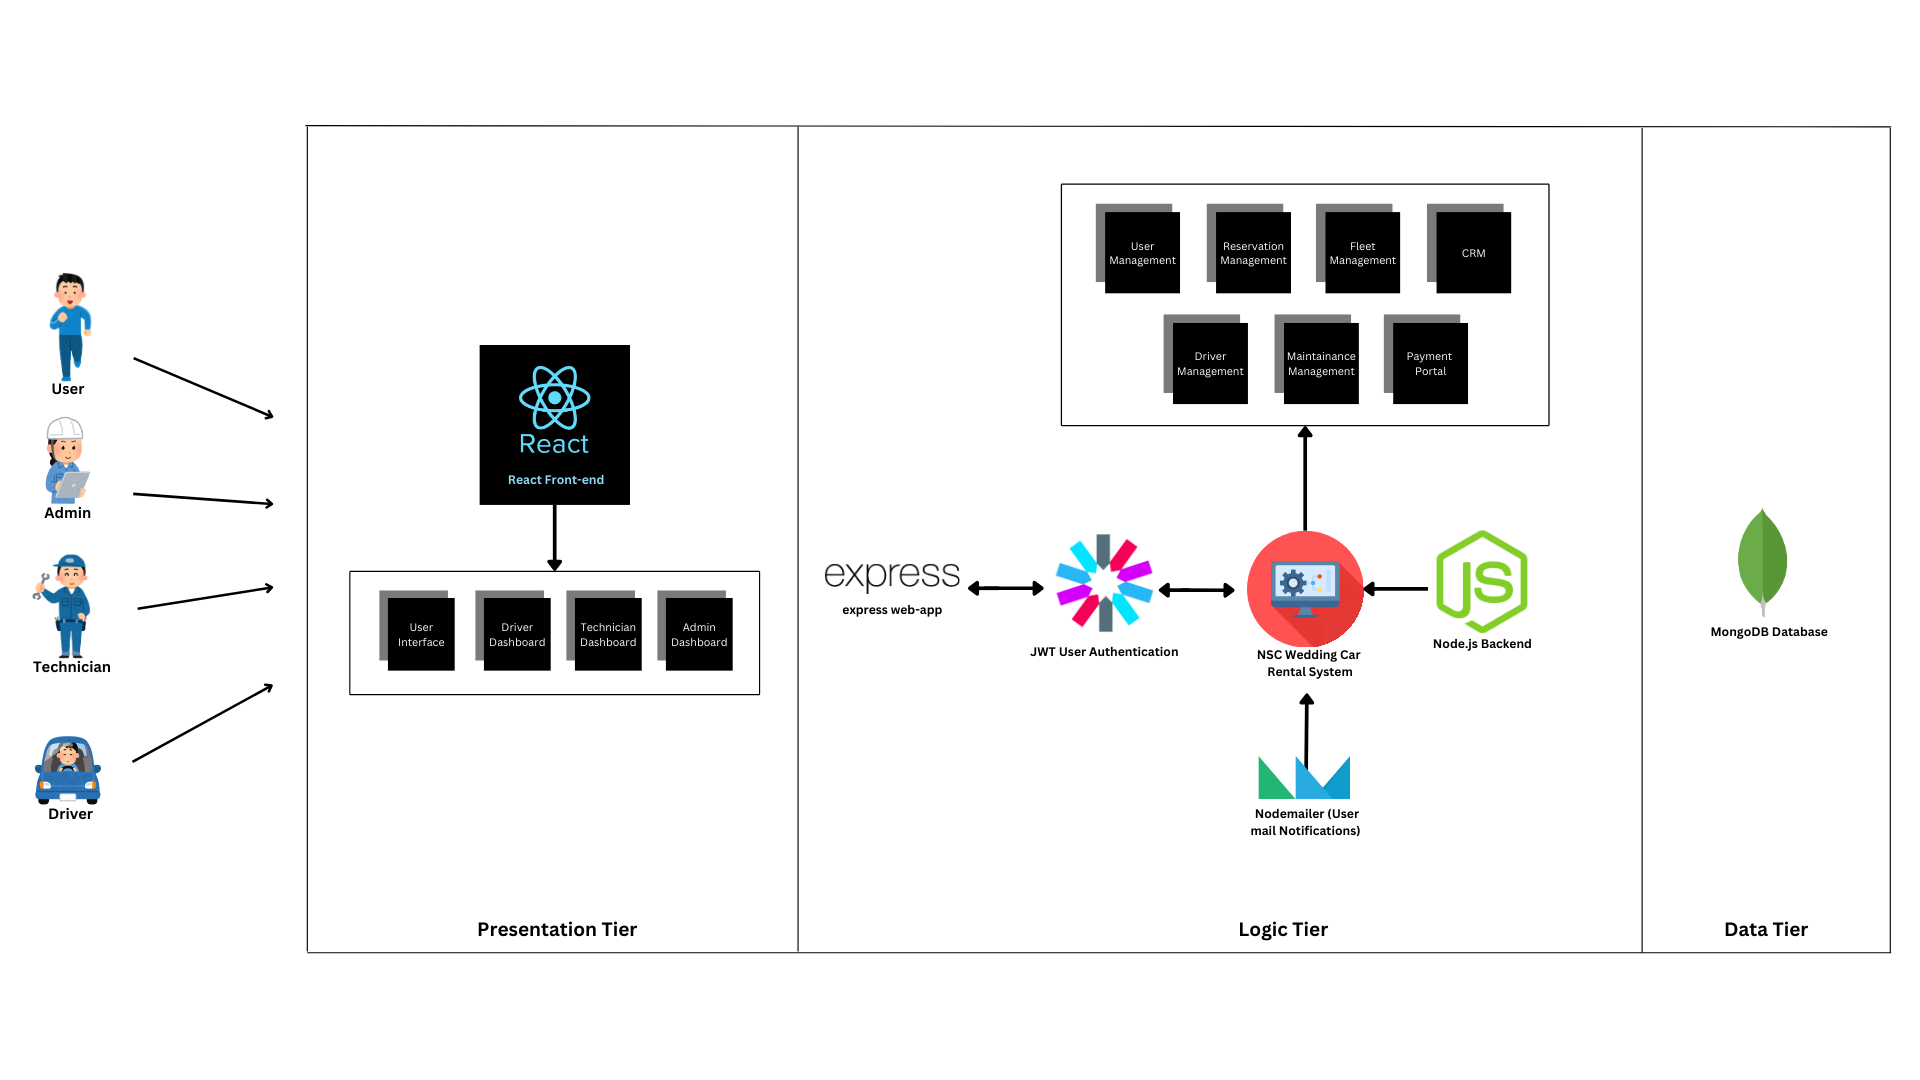 User
Admin
Technician
Driver
React
React Front-end
User
Interface
Driver
Dashboard
Technician
Dashboard
Admin
Dashboard
Presentation Tier
User
Management
Reservation
Management
Fleet
Management
CRM
Driver
Management
Maintainance
Management
Payment
Portal
express
express web-app
JWT User Authentication
NSC Wedding Car
Rental System
JS
Node.js Backend
Nodemailer (User
mail Notifications)
Logic Tier
MongoDB Database
Data Tier